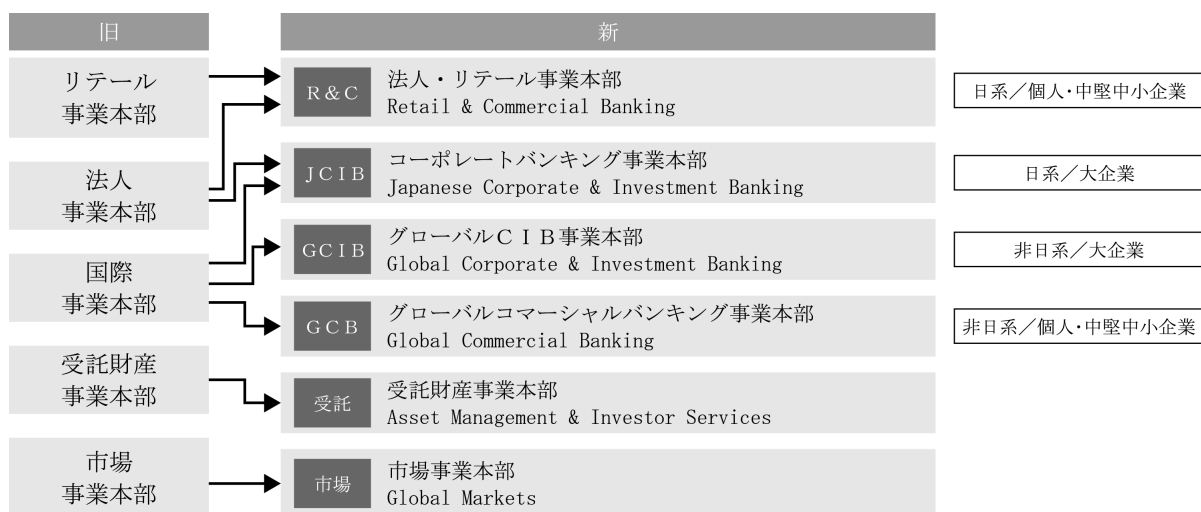 旧
新
リテール
事業本部
法人
事業本部
国際
事業本部
受託財産
事業本部
市場
事業本部
R&C
法人・リテール事業本部
Retail & Commercial Banking
日系／個人・中堅中小企業
JCIB
コーポレートバンキング事業本部
Japanese Corporate & Investment Banking
日系／大企業
GCIB
グローバルＣＩＢ事業本部
Global Corporate & Investment Banking
非日系／大企業
GCB
グローバルコマーシャルバンキング事業本部
Global Commercial Banking
非日系／個人・中堅中小企業
受託
受託財産事業本部
Asset Management & Investor Services
市場
市場事業本部
Global Markets